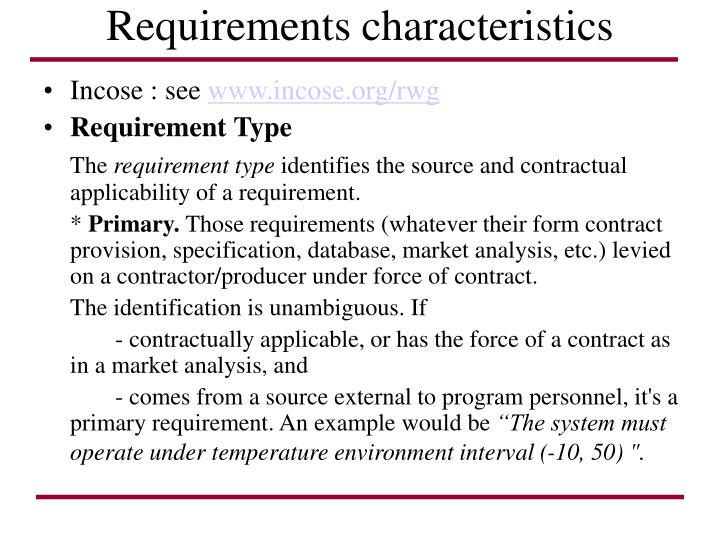 Requirements characteristics
• Incose : see www.incose.org/rwg
• Requirement Type
The requirement type identifies the source and contractual
applicability of a requirement.
* Primary. Those requirements (whatever their form contract
provision, specification, database, market analysis, etc.) levied
on a contractor/producer under force of contract.
The identification is unambiguous. If
- contractually applicable, or has the force of a contract as
in a market analysis, and
- comes from a source external to program personnel, it's a
primary requirement. An example would be “The system must
operate under temperature environment interval (-10, 50) ".